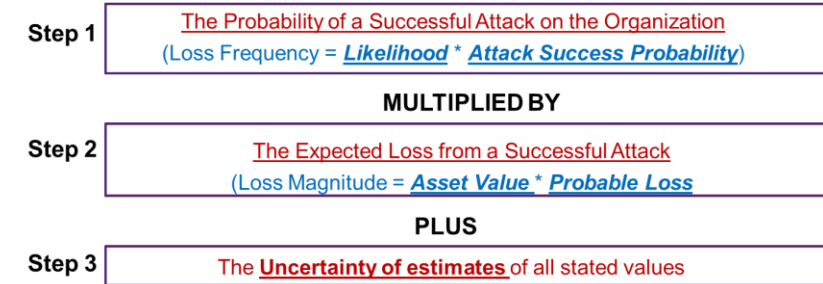 Step 1
The Probability of a Successful Attack on the Organization
(Loss Frequency = Likelihood * Attack Success Probability)
MULTIPLIED BY
Step 2
The Expected Loss from a Successful Attack
(Loss Magnitude = Asset Value * Probable Loss
PLUS
Step 3
The Uncertainty of estimates of all stated values